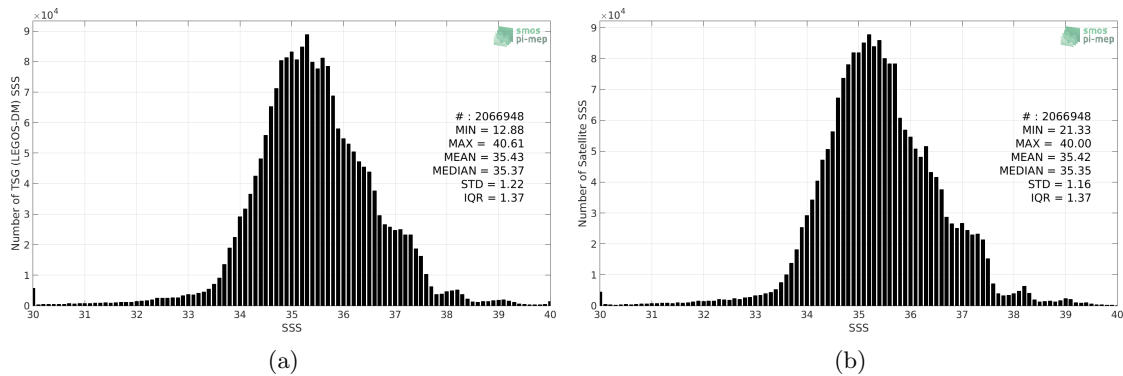 ×10⁴
smos
pi-mep
9
8
7
6
5
4
3
2
1
0
Number of TSG (LEGOS-DM) SSS
# : 2066948
MIN = 12.88
MAX = 40.61
MEAN = 35.43
MEDIAN = 35.37
STD = 1.22
IQR = 1.37
30 31 32 33 34 35 36 37 38 39 40
SSS
(a)
×10⁴
smos
pi-mep
9
8
7
6
5
4
3
2
1
0
Number of Satellite SSS
# : 2066948
MIN = 21.33
MAX = 40.00
MEAN = 35.42
MEDIAN = 35.35
STD = 1.16
IQR = 1.37
30 31 32 33 34 35 36 37 38 39 40
SSS
(b)